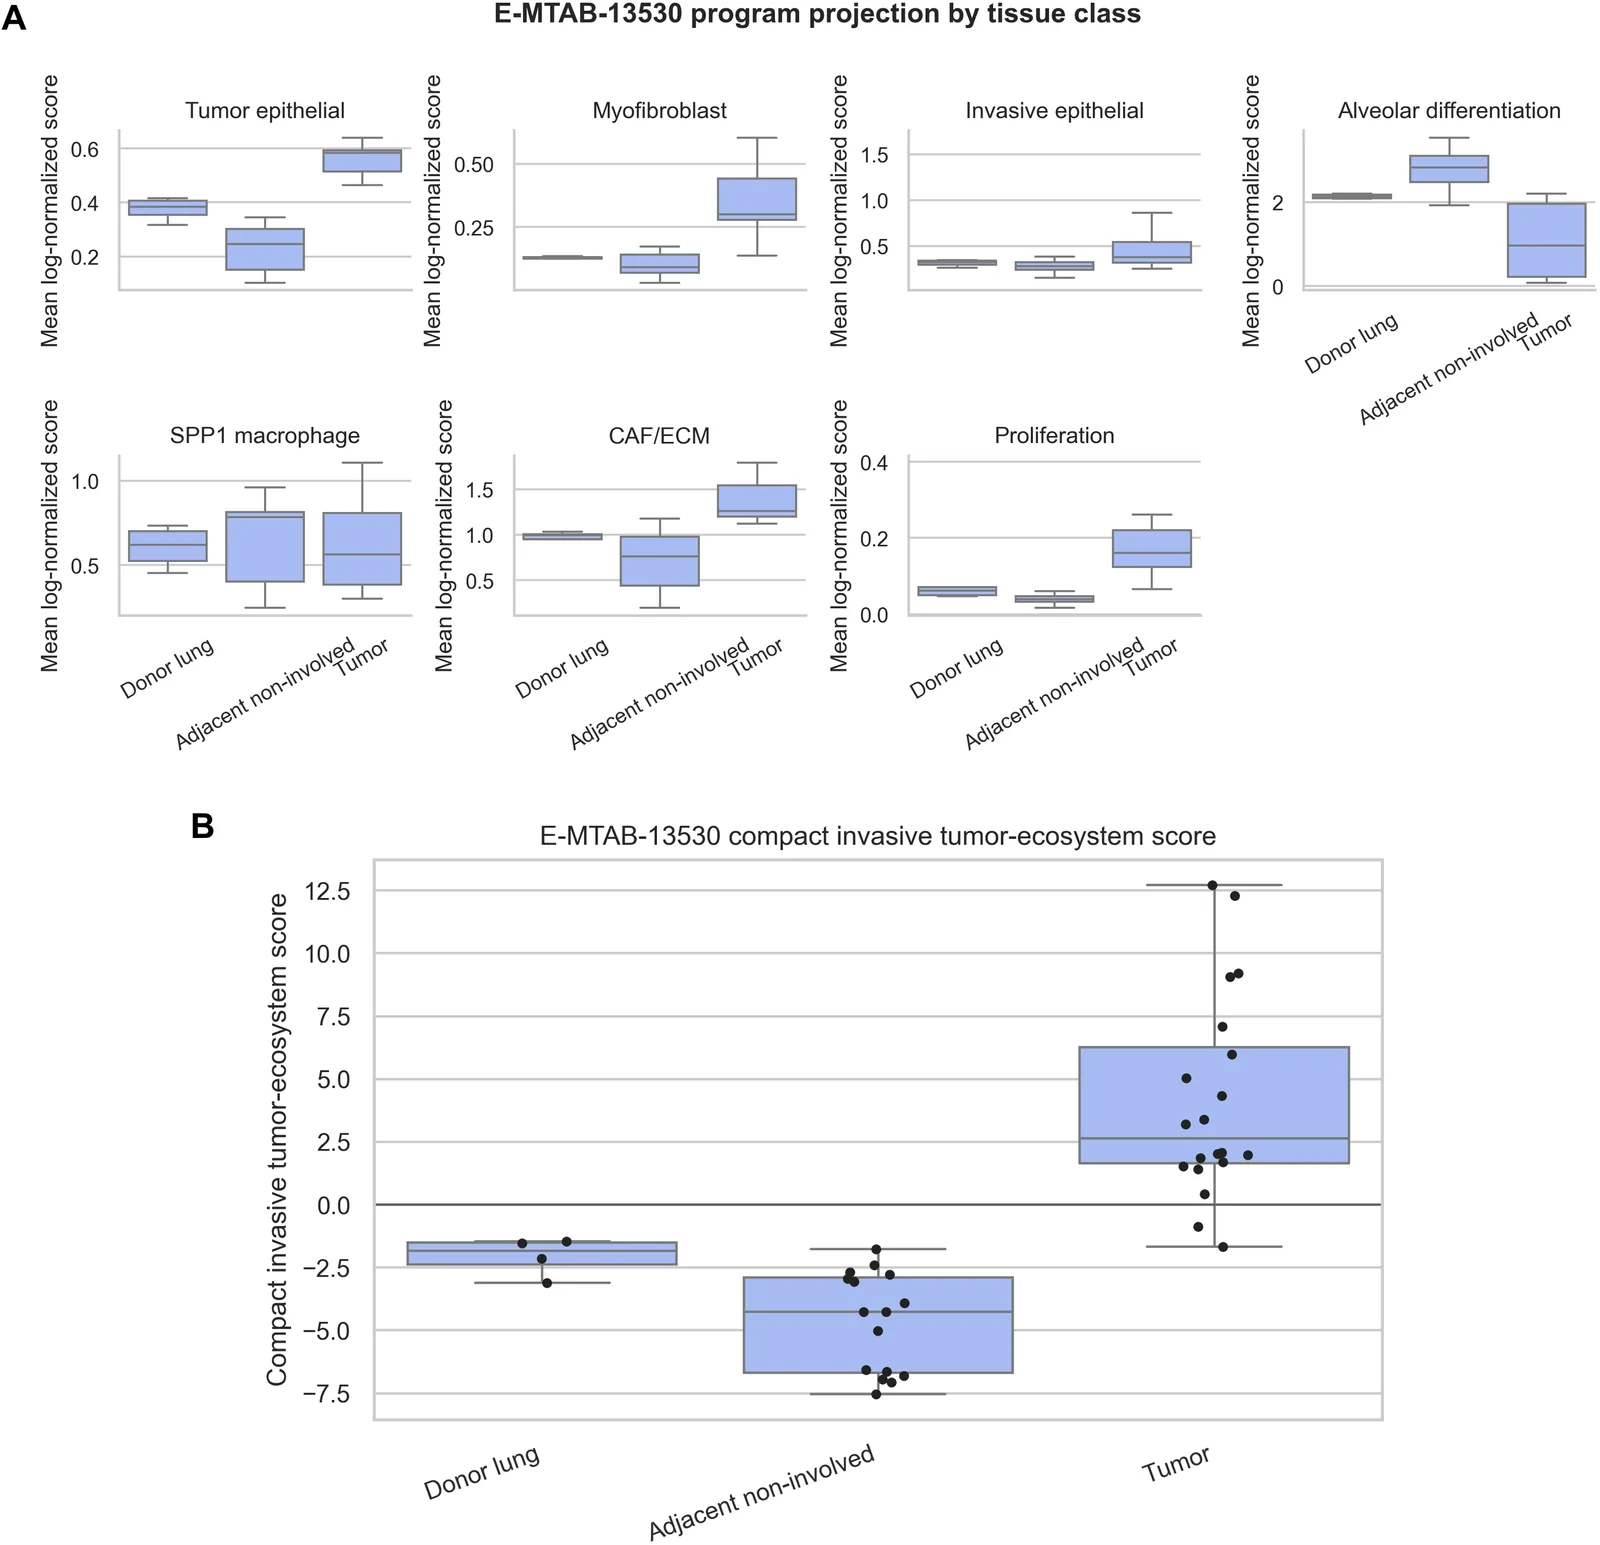 A
E-MTAB-13530 program projection by tissue class
Mean log-normalized score
Tumor epithelial
0.6
0.4
0.2
Mean log-normalized score
Myofibroblast
0.50
0.25
Mean log-normalized score
Invasive epithelial
1.5
1.0
0.5
Mean log-normalized score
Alveolar differentiation
2
0
Donor lung
Adjacent non-involved
Tumor
Mean log-normalized score
SPP1 macrophage
1.0
0.5
Donor lung
Adjacent non-involved
Tumor
Mean log-normalized score
CAF/ECM
1.5
1.0
0.5
Donor lung
Adjacent non-involved
Tumor
Mean log-normalized score
Proliferation
0.4
0.2
0.0
Donor lung
Adjacent non-involved
Tumor
B
E-MTAB-13530 compact invasive tumor-ecosystem score
Compact invasive tumor-ecosystem score
12.5
10.0
7.5
5.0
2.5
0.0
−2.5
−5.0
−7.5
Donor lung
Adjacent non-involved
Tumor